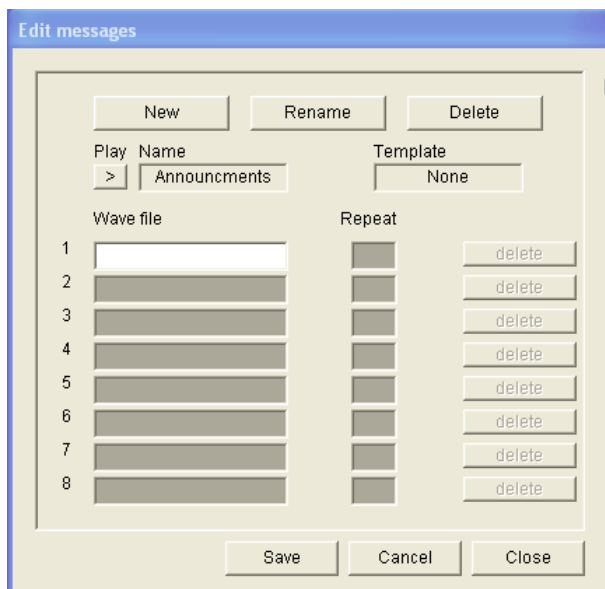 Edit messages
New Rename Delete
Play Name Template
> Announcments None
Wave file Repeat
1 delete
2 delete
3 delete
4 delete
5 delete
6 delete
7 delete
8 delete
Save Cancel Close